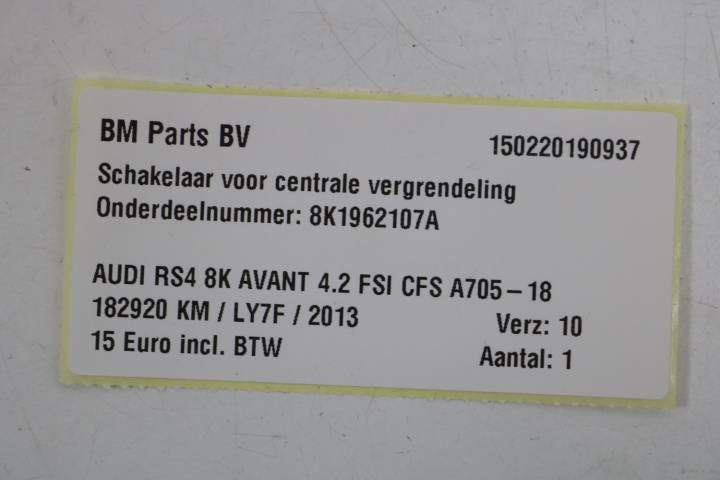 BM Parts BV 150220190937
Schakelaar voor centrale vergrendeling
Onderdeelnummer: 8K1962107A
AUDI RS4 8K AVANT 4.2 FSI CFS A705-18
182920 KM / LY7F / 2013 Verz: 10
15 Euro incl. BTW Aantal: 1